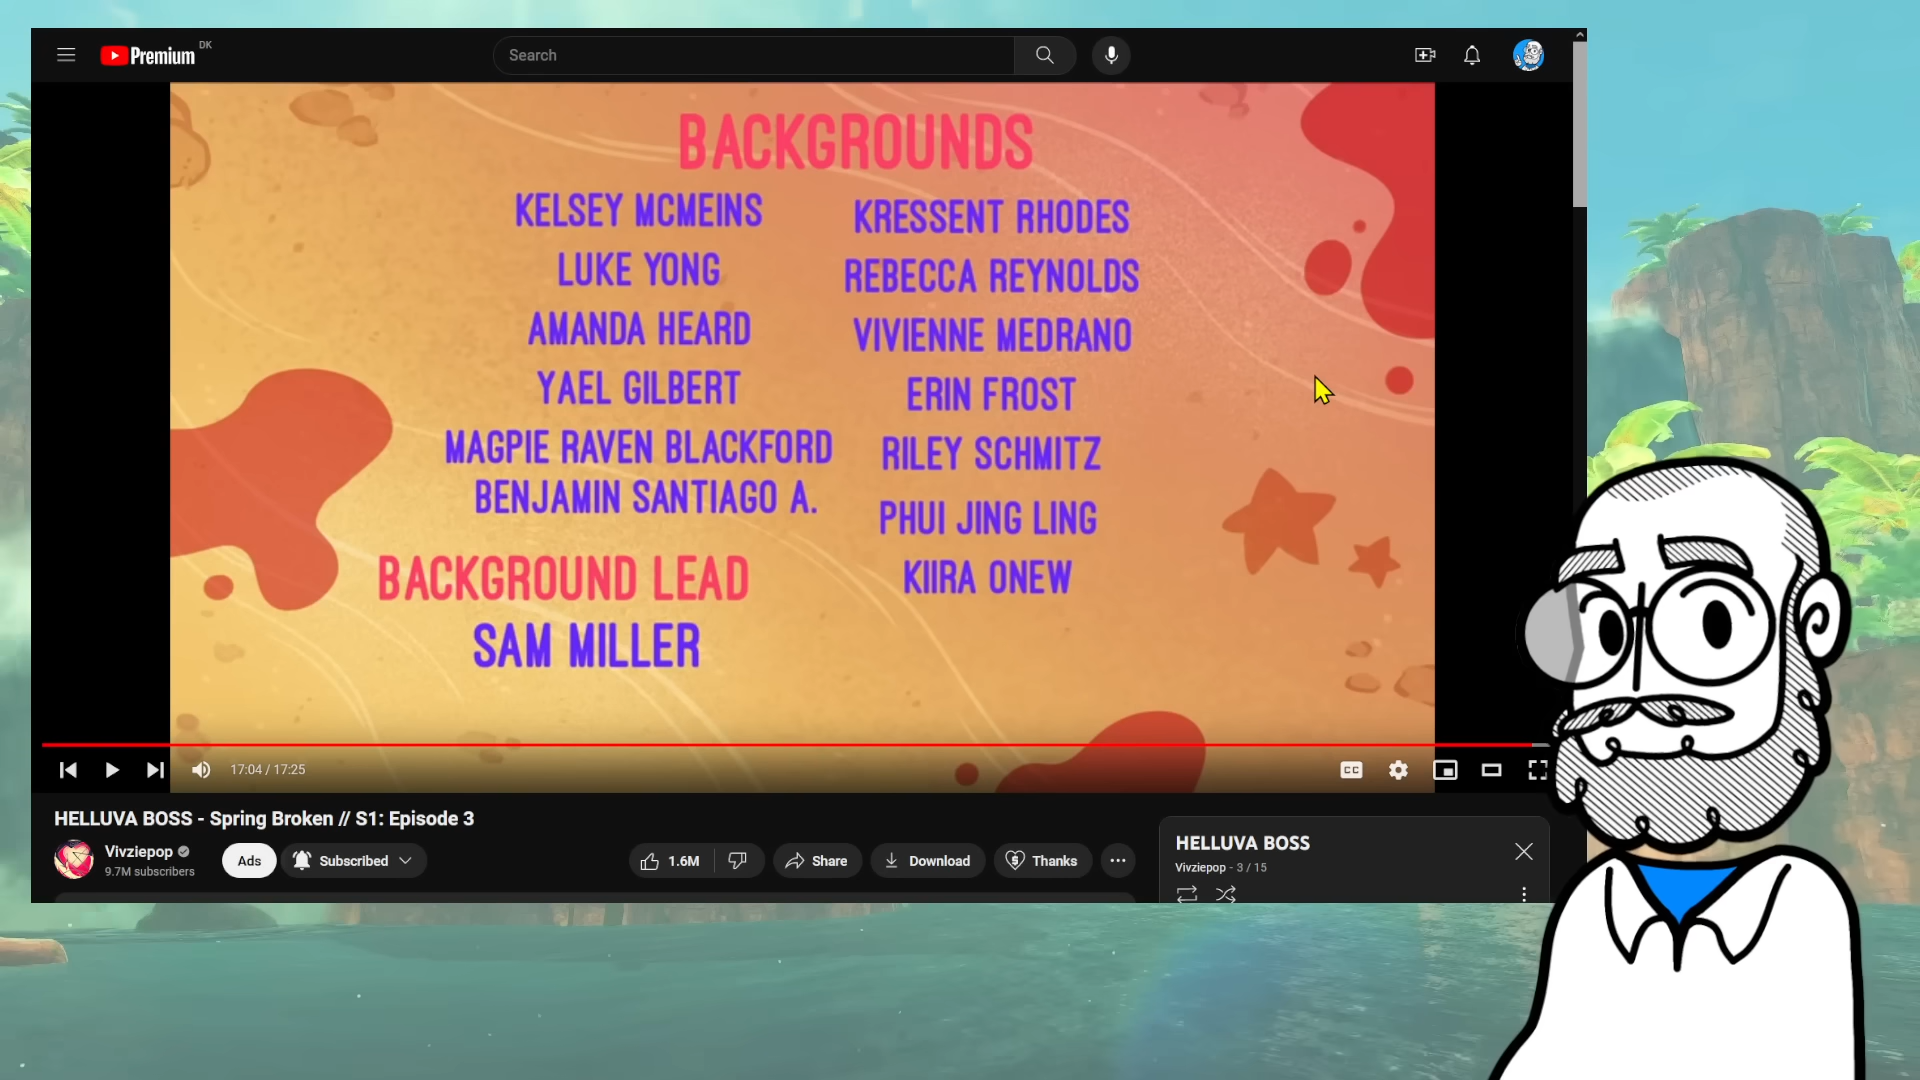 Premium DK
Search
BACKGROUNDS
KELSEY MCMEINS
LUKE YONG
AMANDA HEARD
YAEL GILBERT
MAGPIE RAVEN BLACKFORD
BENJAMIN SANTIAGO A.
BACKGROUND LEAD
SAM MILLER
KRESSENT RHODES
REBECCA REYNOLDS
VIVIENNE MEDRANO
ERIN FROST
RILEY SCHMITZ
PHUI JING LING
KIIRA ONEW
17:04 / 17:25
CC
HELLUVA BOSS - Spring Broken // S1: Episode 3
Vivziepop
9.7M subscribers
Ads
Subscribed
1.6M
Share
Download
Thanks
HELLUVA BOSS
Vivziepop - 3 / 15